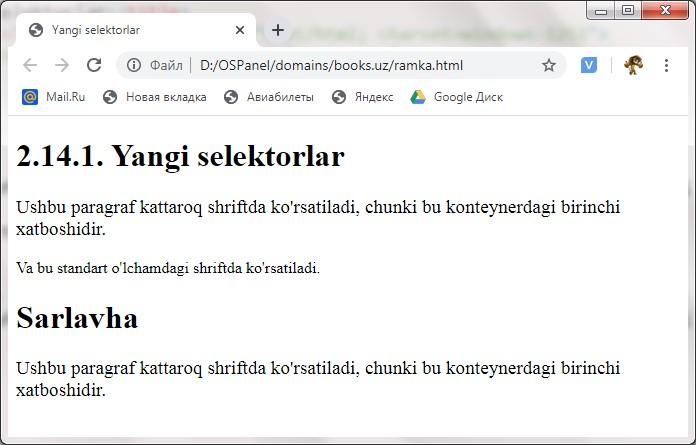 Yangi selektorlar
Файл | D:/OSPanel/domains/books.uz/ramka.html
Mail.Ru Новая вкладка Авиабилеты Яндекс Google Диск
2.14.1. Yangi selektorlar
Ushbu paragraf kattaroq shriftda ko'rsatiladi, chunki bu konteynerdagi birinchi
xatboshidir.
Va bu standart o'lchamdagi shriftda ko'rsatiladi.
Sarlavha
Ushbu paragraf kattaroq shriftda ko'rsatiladi, chunki bu konteynerdagi birinchi
xatboshidir.